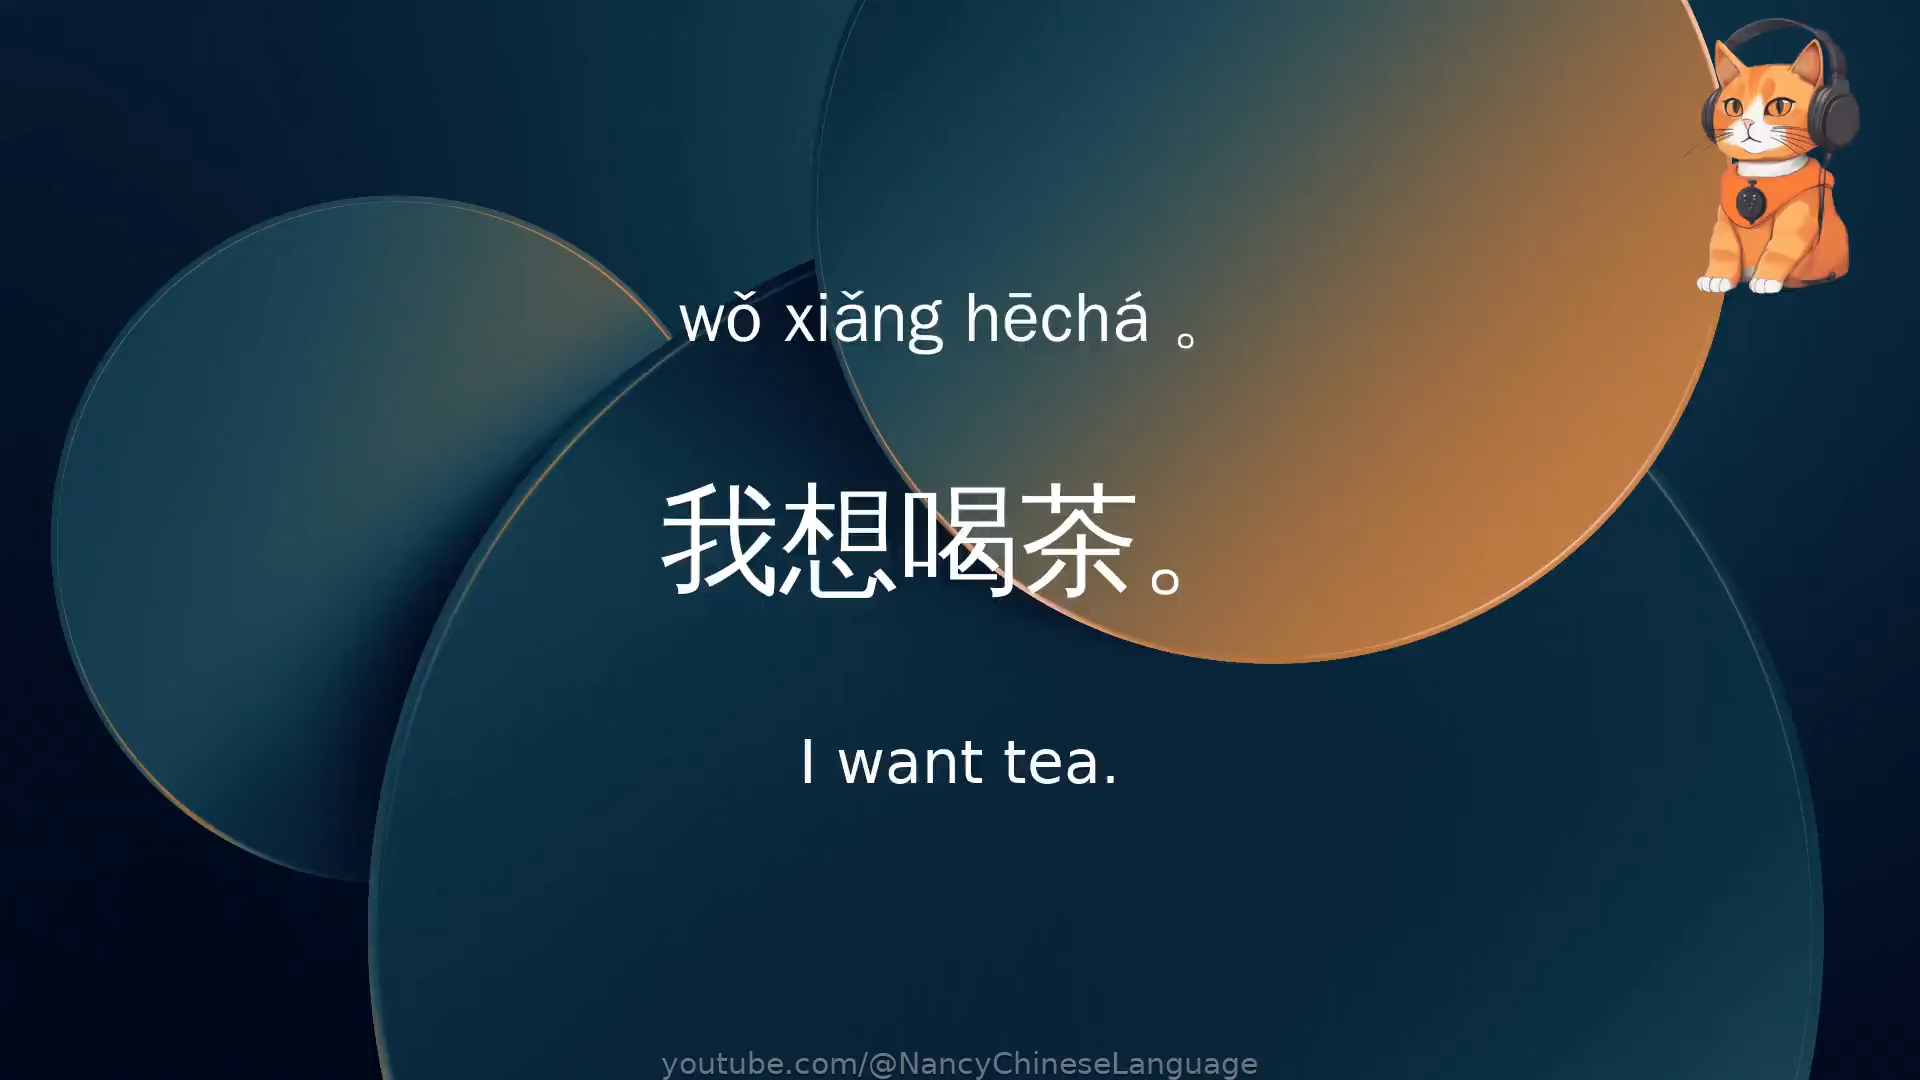 wǒ xiǎng hēchá 。
我想喝茶。
I want tea.
youtube.com/@NancyChineseLanguage